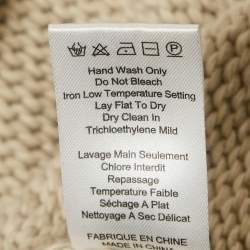 Hand Wash Only
Do Not Bleach
Iron Low Temperature Setting
Lay Flat To Dry
Dry Clean In
Trichloethylene Mild
Lavage Main Seulement
Chlore Interdit
Repassage
Temperature Faible
Séchage A Plat
Nettoyage A Sec Délicat
FABRIQUE EN CHINE
MADE IN CHINA